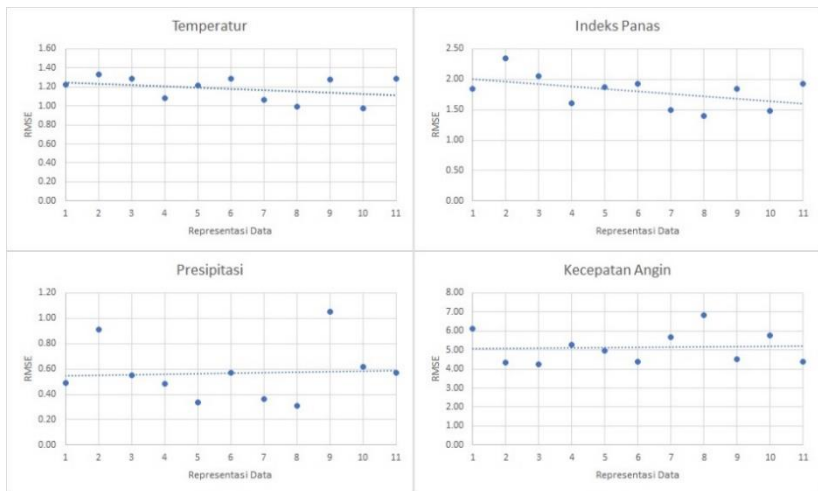 Temperatur
1.60
1.40
1.20
1.00
0.80
0.60
0.40
0.20
0.00
RMSE
1 2 3 4 5 6 7 8 9 10 11
Representasi Data
Indeks Panas
2.50
2.00
1.50
1.00
0.50
0.00
RMSE
1 2 3 4 5 6 7 8 9 10 11
Representasi Data
Presipitasi
1.20
1.00
0.80
0.60
0.40
0.20
0.00
RMSE
1 2 3 4 5 6 7 8 9 10 11
Representasi Data
Kecepatan Angin
8.00
7.00
6.00
5.00
4.00
3.00
2.00
1.00
0.00
RMSE
1 2 3 4 5 6 7 8 9 10 11
Representasi Data